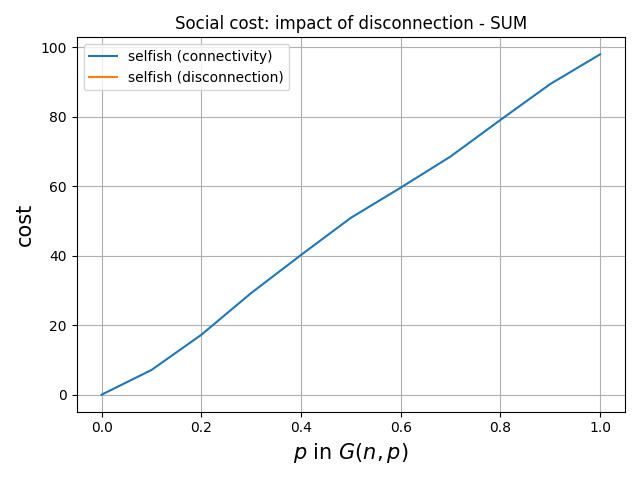 Social cost: impact of disconnection - SUM
selfish (connectivity)
selfish (disconnection)
100
80
60
40
20
0
cost
0.0 0.2 0.4 0.6 0.8 1.0
p in G(n, p)